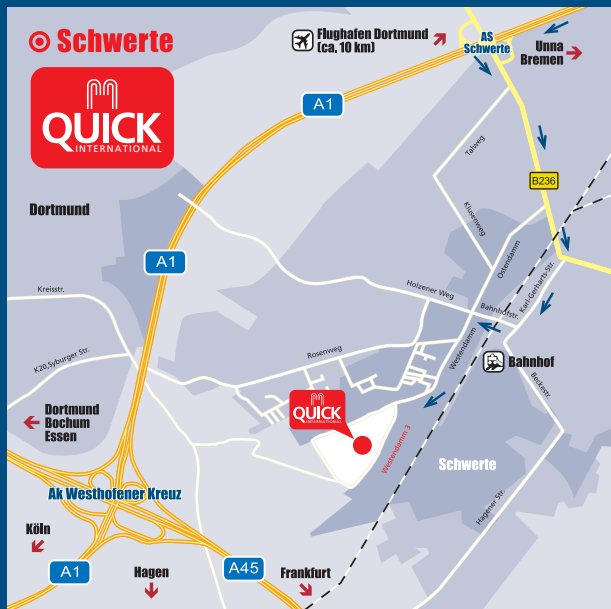 Schwerte
QUICK
INTERNATIONAL
Flughafen Dortmund
(ca. 10 km)
AS
Schwerte
Unna
Bremen
A1
Talweg
B236
Klusenweg
Dortmund
Ostendamm
A1
Karl-Gerharts-Str.
Kreisstr.
Holzener Weg
Bahnhofstr.
Westendamm
Rosenweg
K20,Syburger Str.
Bahnhof
Beckestr.
QUICK
INTERNATIONAL
Dortmund
Bochum
Essen
Westendamm 3
Schwerte
Ak Westhofener Kreuz
Hagener Str.
Köln
A1
Hagen
A45
Frankfurt